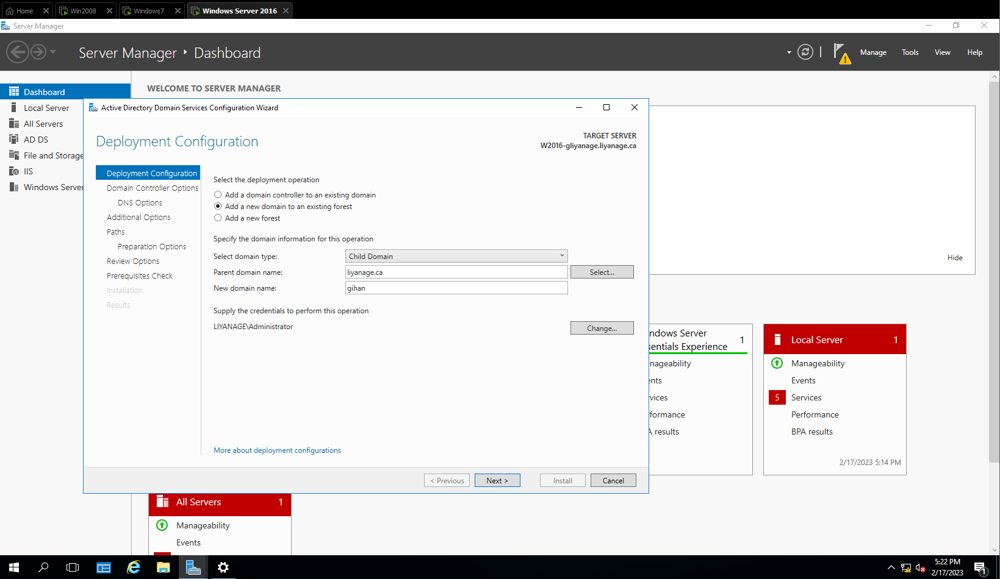 Home
Win2008
Windows7
Windows Server 2016
Server Manager
Server Manager
Dashboard
Manage
Tools
View
Help
Dashboard
Local Server
All Servers
AD DS
File and Storage
IIS
Windows Server
WELCOME TO SERVER MANAGER
Active Directory Domain Services Configuration Wizard
Deployment Configuration
TARGET SERVER
W2016-gliyanage.liyanage.ca
Deployment Configuration
Domain Controller Options
DNS Options
Additional Options
Paths
Preparation Options
Review Options
Prerequisites Check
Installation
Results
Select the deployment operation
Add a domain controller to an existing domain
Add a new domain to an existing forest
Add a new forest
Specify the domain information for this operation
Select domain type:
Child Domain
Parent domain name:
liyanage.ca
Select...
New domain name:
gihan
Supply the credentials to perform this operation
LIYANAGE\Administrator
Change...
More about deployment configurations
< Previous
Next >
Install
Cancel
Hide
ndows Server
sentials Experience
1
nageability
ents
vices
formance
A results
Local Server
1
Manageability
Events
5
Services
Performance
BPA results
2/17/2023 5:14 PM
All Servers
1
Manageability
Events
5:22 PM
2/17/2023
1